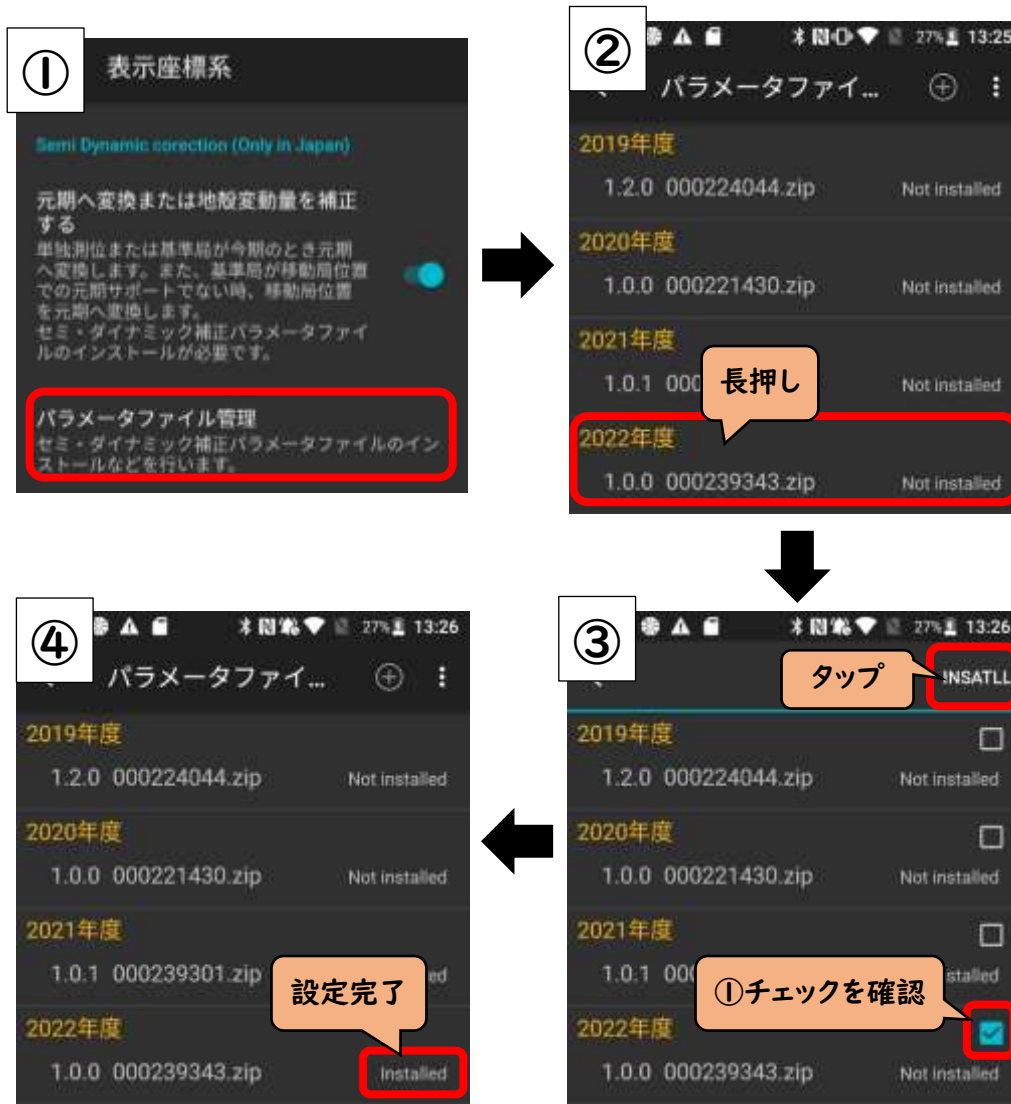 ①
表示座標系
Semi Dynamic corection (Only in Japan)
元期へ変換または地殻変動量を補正
する
単独測位または基準局が今期のとき元期
へ変換します。また、基準局が移動局位置
での元期サポートでない時、移動局位置
を元期へ変換します。
セミ・ダイナミック補正パラメータファイ
ルのインストールが必要です。
パラメータファイル管理
セミ・ダイナミック補正パラメータファイルのイン
ストールなどを行います。
②
27% 13:25
パラメータファイ...
2019年度
1.2.0 000224044.zip Not installed
2020年度
1.0.0 000221430.zip Not installed
2021年度
1.0.1 000 Not installed
長押し
2022年度
1.0.0 000239343.zip Not installed
③
27% 13:26
タップ
INSATLL
2019年度
1.2.0 000224044.zip Not installed
2020年度
1.0.0 000221430.zip Not installed
2021年度
1.0.1 00 stalled
①チェックを確認
2022年度
1.0.0 000239343.zip Not installed
④
27% 13:26
パラメータファイ...
2019年度
1.2.0 000224044.zip Not installed
2020年度
1.0.0 000221430.zip Not installed
2021年度
1.0.1 000239301.zip ed
設定完了
2022年度
1.0.0 000239343.zip Installed